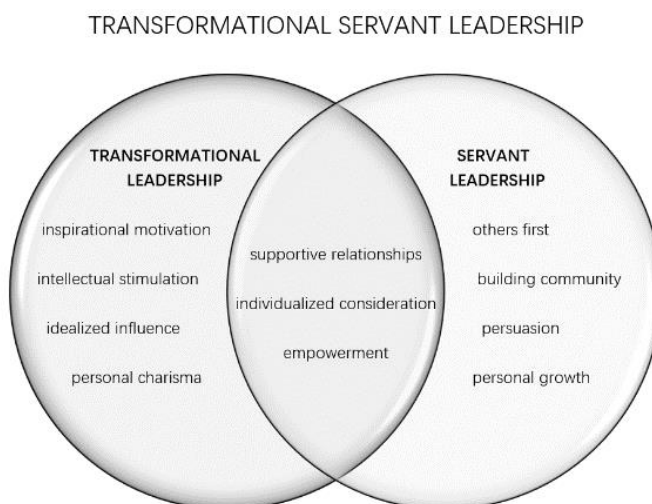 TRANSFORMATIONAL SERVANT LEADERSHIP
TRANSFORMATIONAL
LEADERSHIP
inspirational motivation
intellectual stimulation
idealized influence
personal charisma
supportive relationships
individualized consideration
empowerment
SERVANT
LEADERSHIP
others first
building community
persuasion
personal growth